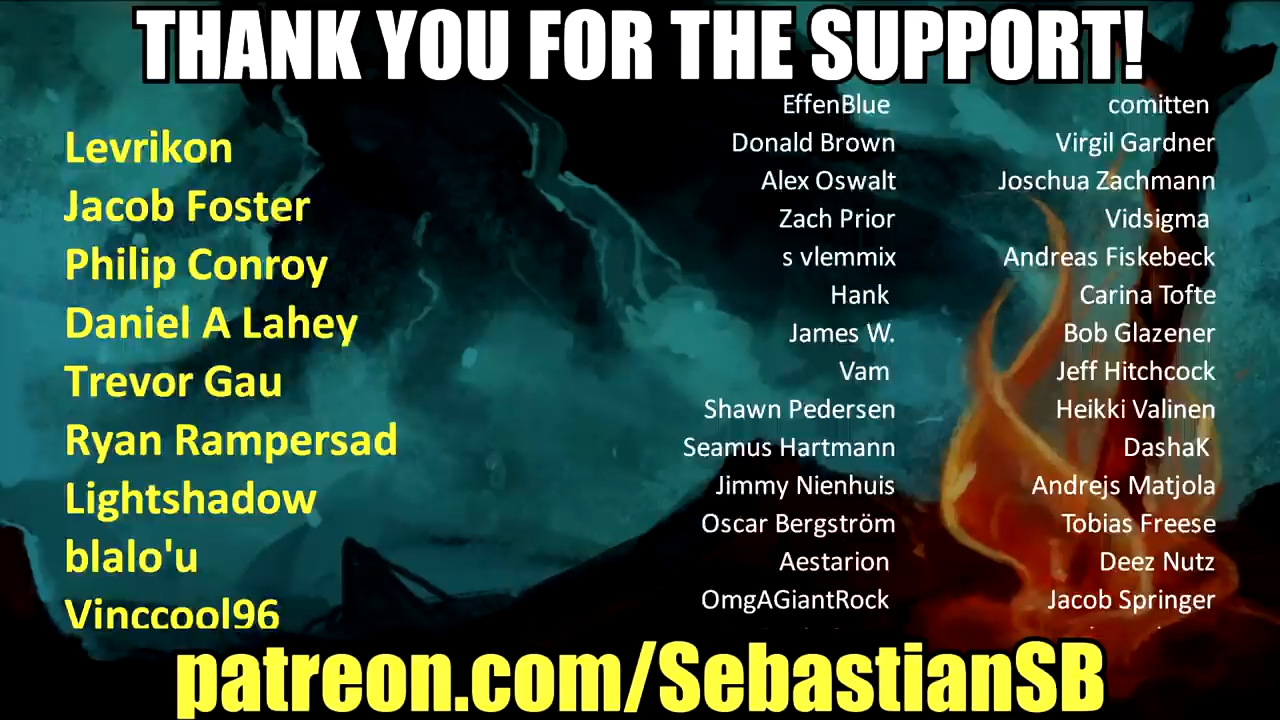 THANK YOU FOR THE SUPPORT!
Levrikon
Jacob Foster
Philip Conroy
Daniel A Lahey
Trevor Gau
Ryan Rampersad
Lightshadow
blalo'u
Vinccool96
EffenBlue
Donald Brown
Alex Oswalt
Zach Prior
s vlemmix
Hank
James W.
Vam
Shawn Pedersen
Seamus Hartmann
Jimmy Nienhuis
Oscar Bergström
Aestarion
OmgAGiantRock
comitten
Virgil Gardner
Joschua Zachmann
Vidsigma
Andreas Fiskebeck
Carina Tofte
Bob Glazener
Jeff Hitchcock
Heikki Valinen
DashaK
Andrejs Matjola
Tobias Freese
Deez Nutz
Jacob Springer
patreon.com/SebastianSB